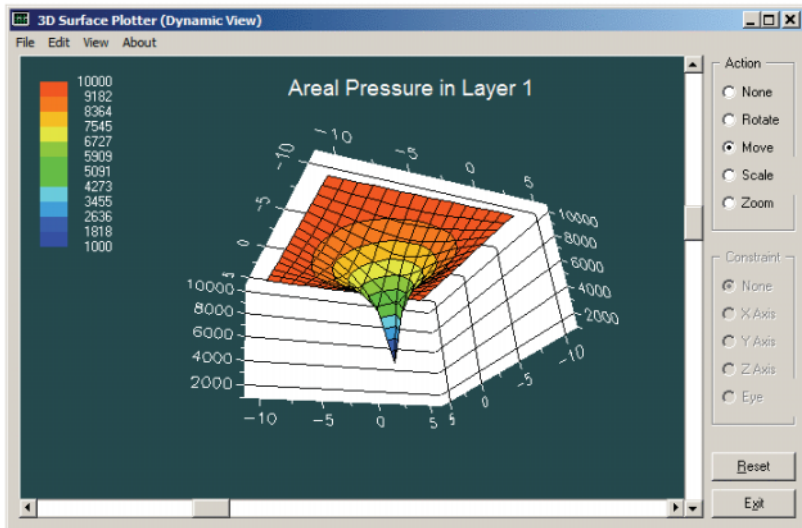 3D Surface Plotter (Dynamic View)
File Edit View About
Areal Pressure in Layer 1
10000
9182
8364
7545
6727
5909
5091
4273
3455
2636
1818
1000
-10
-5
0
5
-10
-5
0
5
10000
8000
6000
4000
2000
10000
8000
6000
4000
2000
-10
-5
0
5
5
0
-5
-10
Action
None
Rotate
Move
Scale
Zoom
Constraint
None
X Axis
Y Axis
Z Axis
Eye
Reset
Exit